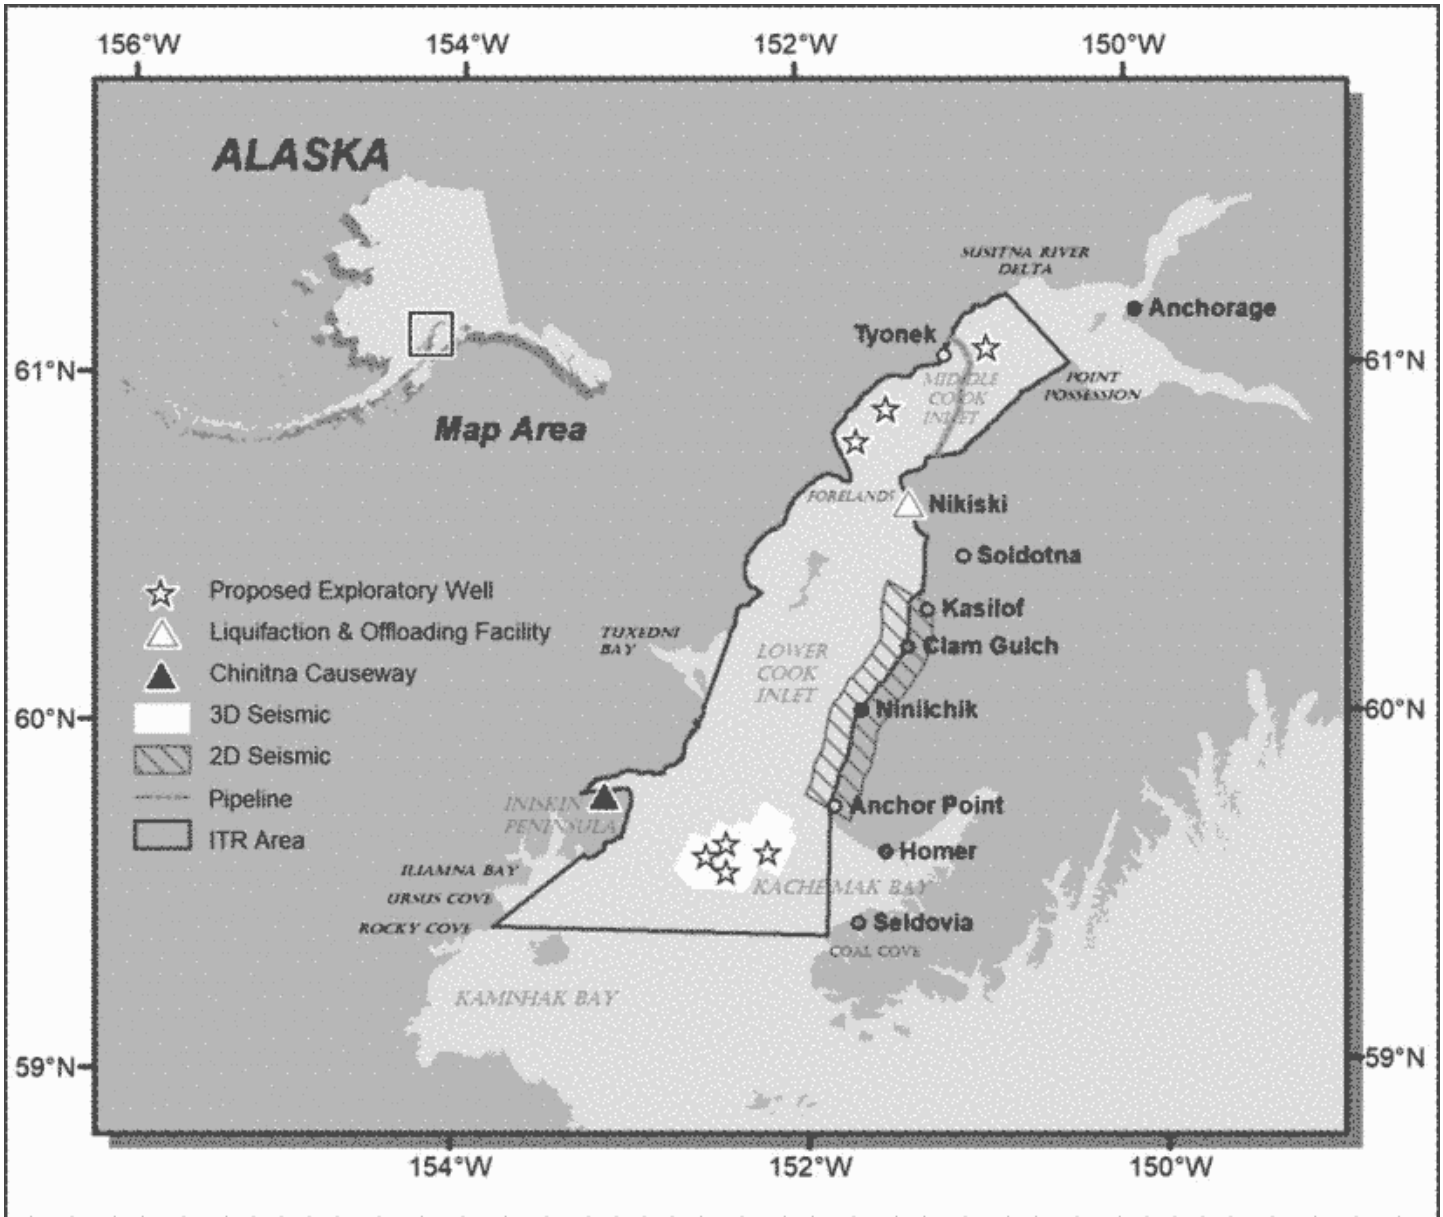 156°W 154°W 152°W 150°W
ALASKA
SUSITNA RIVER
DELTA
Anchorage
Tyonek
61°N
61°N
MIDDLE
COOK
INLET
POINT
POSSESSION
Map Area
FORELANDS
Nikiski
Soldotna
Proposed Exploratory Well
Kasilof
Liquifaction & Offloading Facility
TUXEDNI
BAY
Clam Gulch
LOWER
COOK
INLET
Chinitna Causeway
3D Seismic
60°N
Ninilchik
60°N
2D Seismic
Pipeline
INISKIN
PENINSULA
Anchor Point
ITR Area
Homer
ILIAMNA BAY
KACHEMAK BAY
URSUS COVE
ROCKY COVE
Seldovia
COAL COVE
KAMISHAK BAY
59°N
59°N
154°W 152°W 150°W